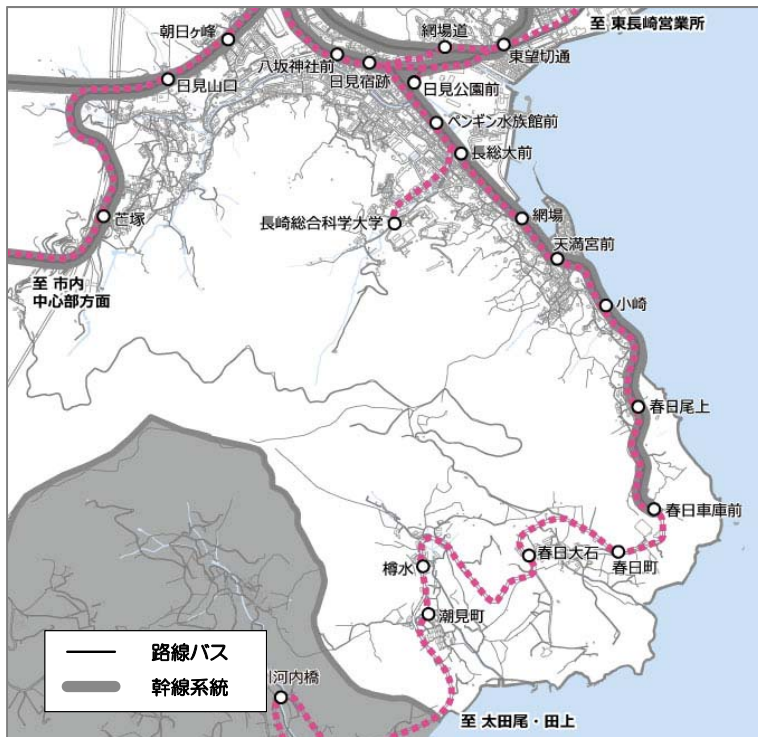 至 東長崎営業所
朝日ヶ峰
網場道
東望切通
八坂神社前
日見宿跡
日見山口
日見公園前
ペンギン水族館前
長総大前
芒塚
長崎総合科学大学
網場
天満宮前
至 市内
中心部方面
小崎
春日尾上
春日車庫前
春日大石
春日町
樽水
潮見町
路線バス
幹線系統
川河内橋
至 太田尾・田上